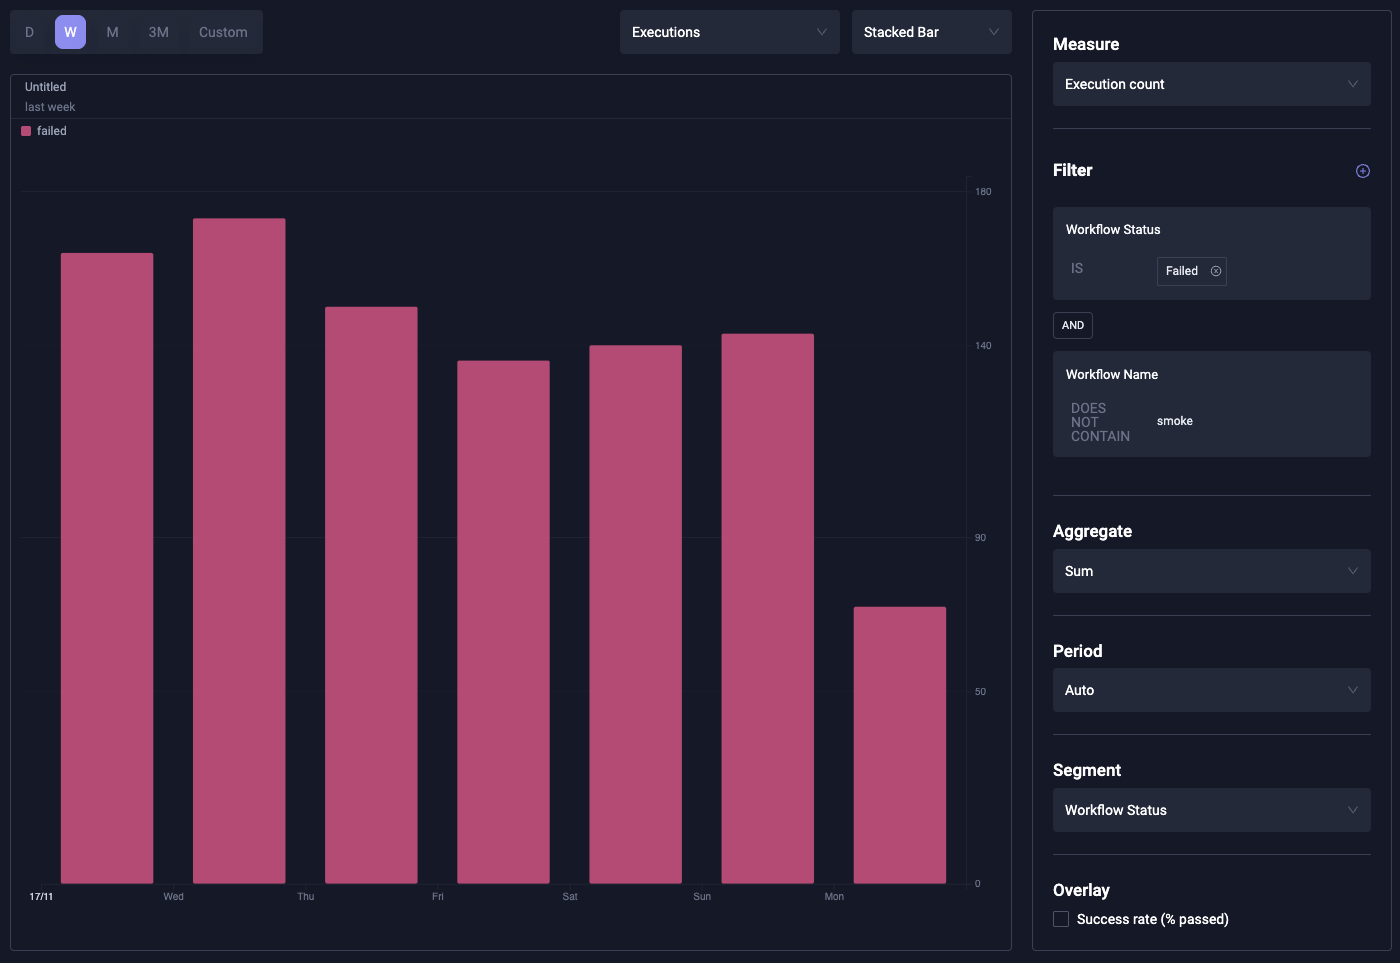 D W M 3M Custom
Executions
Stacked Bar
Untitled
last week
failed
180
140
90
50
0
17/11 Wed Thu Fri Sat Sun Mon
Measure
Execution count
Filter
Workflow Status
IS
Failed
AND
Workflow Name
DOES
NOT
CONTAIN
smoke
Aggregate
Sum
Period
Auto
Segment
Workflow Status
Overlay
Success rate (% passed)